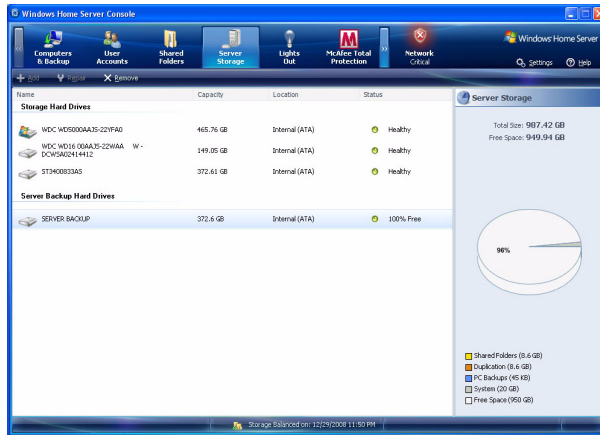 Windows Home Server Console
Computers & Backup
User Accounts
Shared Folders
Server Storage
Lights Out
McAfee Total Protection
Network Critical
Windows Home Server
Settings
Help
Add
Repair
Remove
Name Capacity Location Status
Storage Hard Drives
WDC WD5000AAJS-22YFA0 465.76 GB Internal (ATA) Healthy
WDC WD16 00AAJS-22WAA W - 149.05 GB Internal (ATA) Healthy
DCWSA02414412
ST3400833AS 372.61 GB Internal (ATA) Healthy
Server Backup Hard Drives
SERVER BACKUP 372.6 GB Internal (ATA) 100% Free
Server Storage
Total Size: 987.42 GB
Free Space: 949.94 GB
96%
Shared Folders (8.6 GB)
Duplication (8.6 GB)
PC Backups (45 KB)
System (20 GB)
Free Space (950 GB)
Storage Balanced on: 12/29/2008 11:50 PM